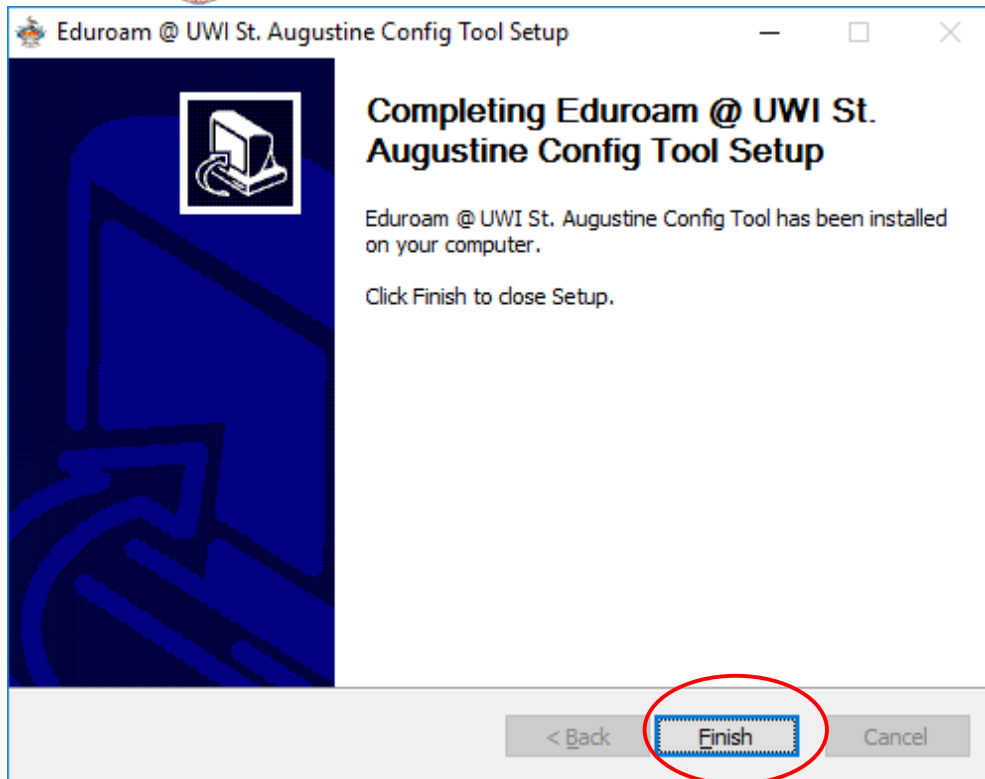 Eduroam @ UWI St. Augustine Config Tool Setup
Completing Eduroam @ UWI St.
Augustine Config Tool Setup
Eduroam @ UWI St. Augustine Config Tool has been installed
on your computer.
Click Finish to close Setup.
< Back Finish Cancel